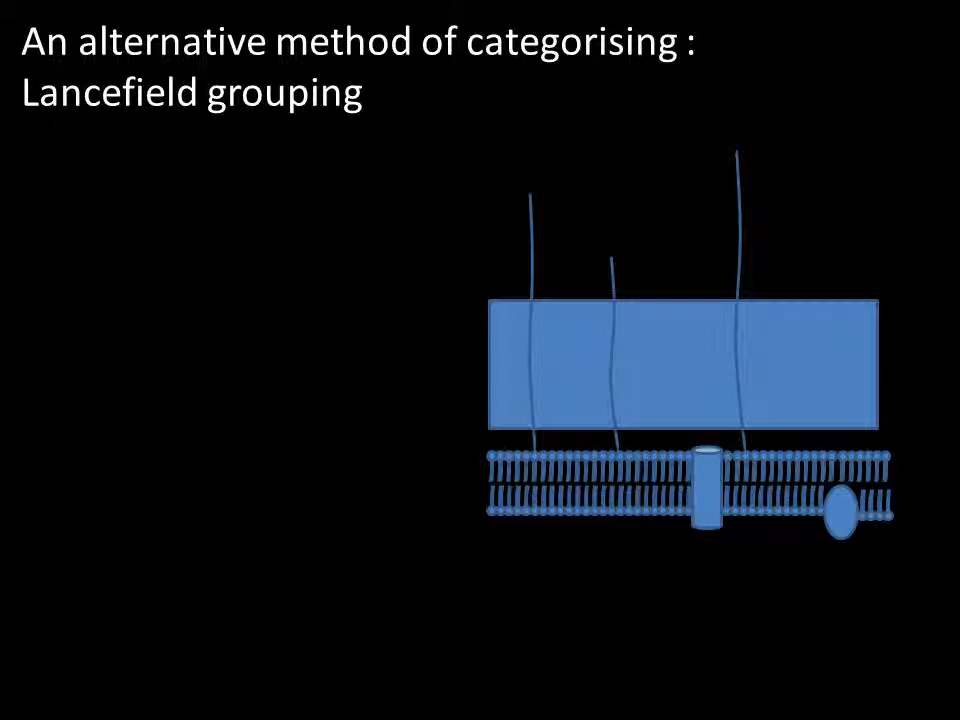 An alternative method of categorising :
Lancefield grouping